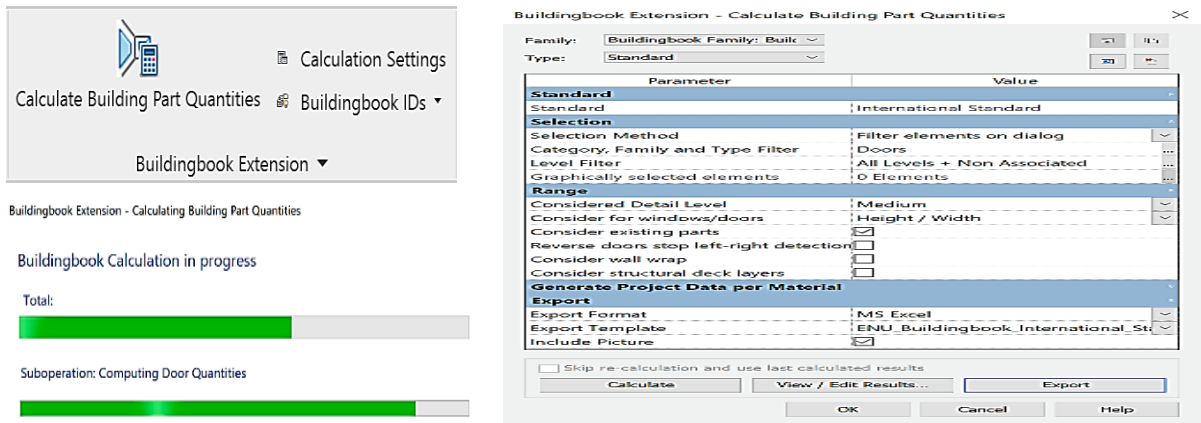 Calculate Building Part Quantities
Calculation Settings
Buildingbook IDs
Buildingbook Extension
Buildingbook Extension - Calculating Building Part Quantities
Buildingbook Calculation in progress
Total:
Suboperation: Computing Door Quantities
Buildingbook Extension - Calculate Building Part Quantities
Family: Buildingbook Family: Built
Type: Standard
Parameter Value
Standard
Standard International Standard
Selection
Selection Method Filter elements on dialog
Category, Family and Type Filter Doors ...
Level Filter All Levels + Non Associated ...
Graphically selected elements 0 Elements ...
Range
Considered Detail Level Medium
Consider for windows/doors Height / Width
Consider existing parts
Reverse doors stop left-right detection
Consider wall wrap
Consider structural deck layers
Generate Project Data per Material
Export
Export Format MS Excel
Export Template ENU_Buildingbook_International_Sta
Include Picture
Skip re-calculation and use last calculated results
Calculate View / Edit Results... Export
OK Cancel Help